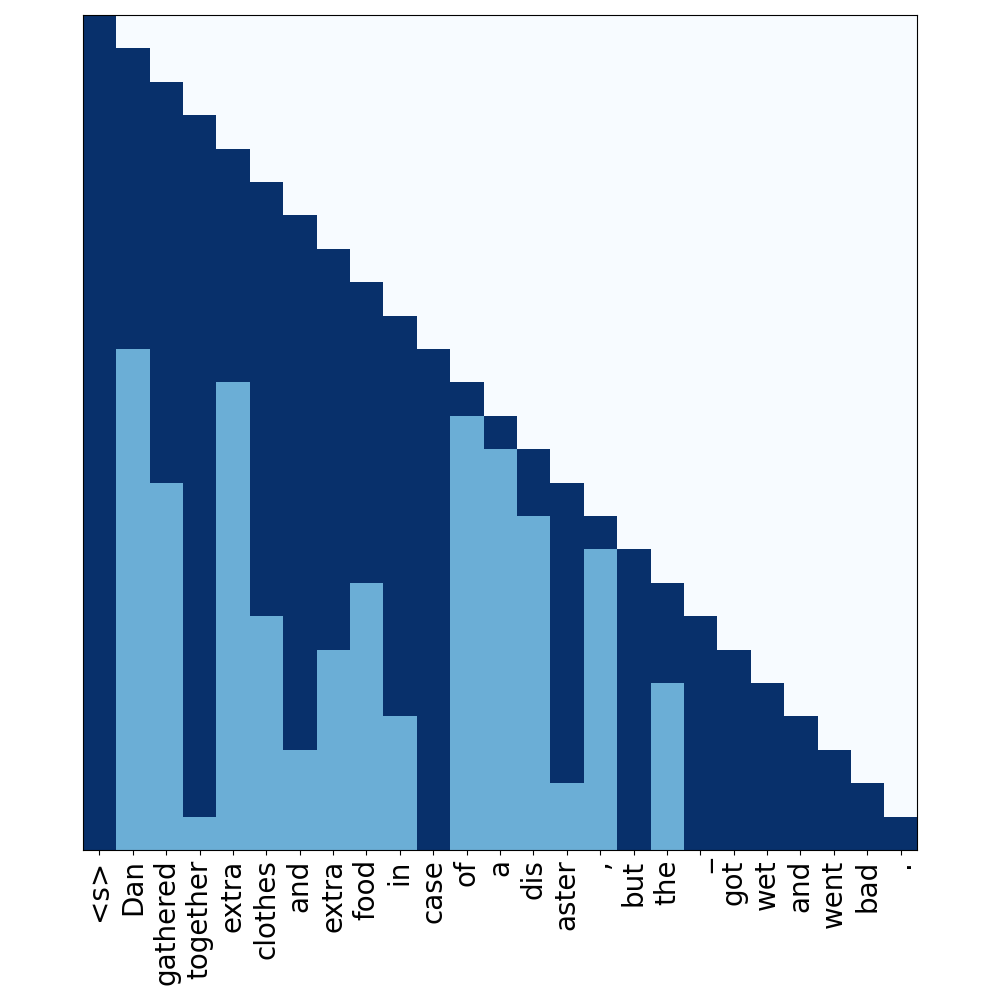 <s> Dan gathered together extra clothes and extra food in case of a dis aster , but the _ got wet and went bad .